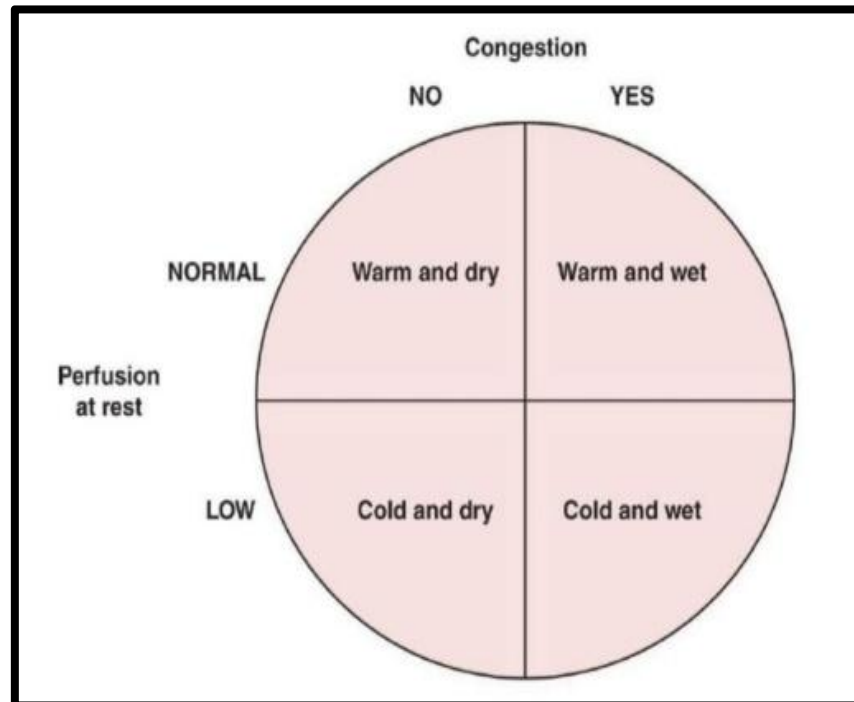 Congestion
NO YES
NORMAL Warm and dry Warm and wet
Perfusion
at rest
LOW Cold and dry Cold and wet